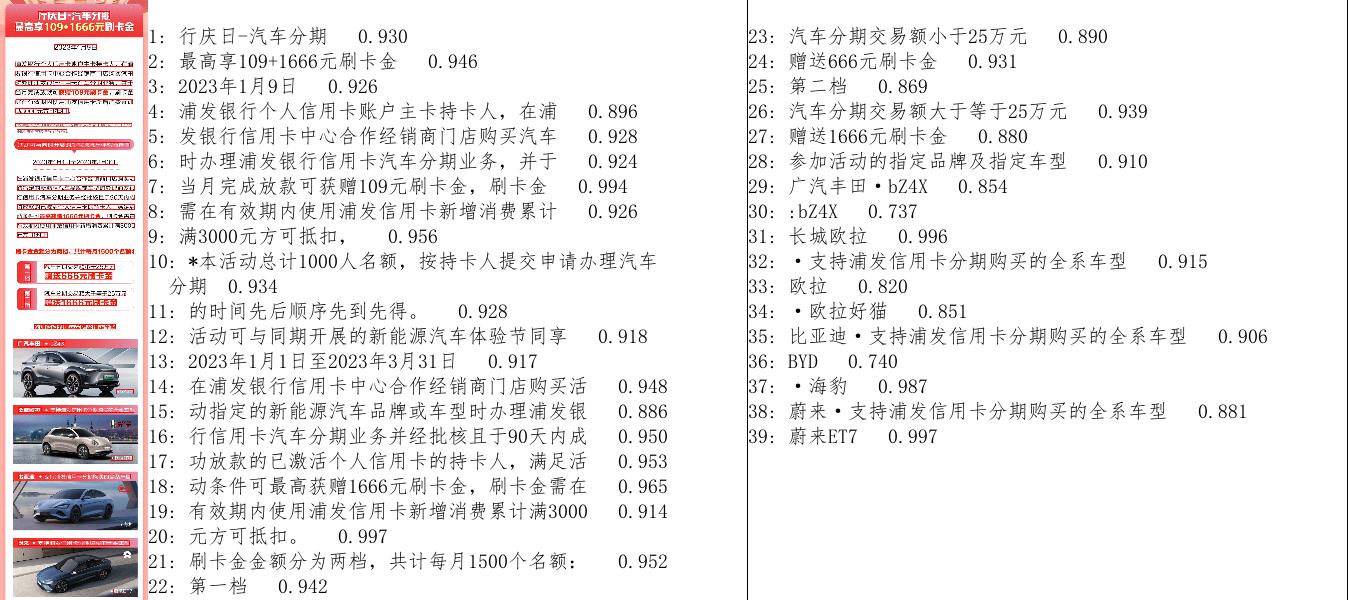 行庆日-汽车分期
最高享109+1666元刷卡金
2023年1月9日
1: 行庆日-汽车分期 0.930
2: 最高享109+1666元刷卡金 0.946
3: 2023年1月9日 0.926
4: 浦发银行个人信用卡账户主卡持卡人, 在浦 0.896
5: 发银行信用卡中心合作经销商门店购买汽车 0.928
6: 时办理浦发银行信用卡汽车分期业务, 并于 0.924
7: 当月完成放款可获赠109元刷卡金, 刷卡金 0.994
8: 需在有效期内使用浦发信用卡新增消费累计 0.926
9: 满3000元方可抵扣, 0.956
10: *本活动总计1000人名额, 按持卡人提交申请办理汽车
分期 0.934
11: 的时间先后顺序先到先得。 0.928
12: 活动可与同期开展的新能源汽车体验节同享 0.918
13: 2023年1月1日至2023年3月31日 0.917
14: 在浦发银行信用卡中心合作经销商门店购买活 0.948
15: 动指定的新能源汽车品牌或车型时办理浦发银 0.886
16: 行信用卡汽车分期业务并经批核且于90天内成 0.950
17: 功放款的已激活个人信用卡的持卡人, 满足活 0.953
18: 动条件可最高获赠1666元刷卡金, 刷卡金需在 0.965
19: 有效期内使用浦发信用卡新增消费累计满3000 0.914
20: 元方可抵扣。 0.997
21: 刷卡金金额分为两档, 共计每月1500个名额: 0.952
22: 第一档 0.942
23: 汽车分期交易额小于25万元 0.890
24: 赠送666元刷卡金 0.931
25: 第二档 0.869
26: 汽车分期交易额大于等于25万元 0.939
27: 赠送1666元刷卡金 0.880
28: 参加活动的指定品牌及指定车型 0.910
29: 广汽丰田·bZ4X 0.854
30: :bZ4X 0.737
31: 长城欧拉 0.996
32: ·支持浦发信用卡分期购买的全系车型 0.915
33: 欧拉 0.820
34: ·欧拉好猫 0.851
35: 比亚迪·支持浦发信用卡分期购买的全系车型 0.906
36: BYD 0.740
37: ·海豹 0.987
38: 蔚来·支持浦发信用卡分期购买的全系车型 0.881
39: 蔚来ET7 0.997